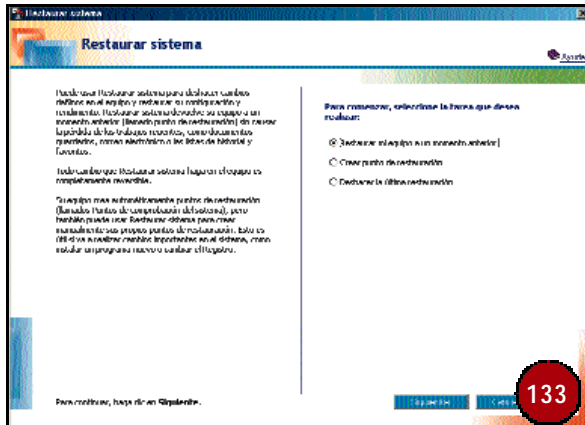 Restaurar sistema
Restaurar sistema
Ayuda
Puede usar Restaurar sistema para deshacer cambios
dañinos en el equipo y restaurar su configuración y
rendimiento. Restaurar sistema devuelve su equipo a un
momento anterior (llamado punto de restauración) sin causar
la pérdida de los trabajos recientes, como documentos
guardados, correo electrónico o las listas de historial y
favoritos.
Todo cambio que Restaurar sistema haga en el equipo es
completamente reversible.
Su equipo crea automáticamente puntos de restauración
(llamados Puntos de comprobación del sistema), pero
también puede usar Restaurar sistema para crear
manualmente sus propios puntos de restauración. Esto es
útil si va a realizar cambios importantes en el sistema, como
instalar un programa nuevo o cambiar el Registro.
Para continuar, haga clic en Siguiente.
Para comenzar, seleccione la tarea que desea
realizar:
Restaurar mi equipo a un momento anterior
Crear punto de restauración
Deshacer la última restauración
Siguiente
133